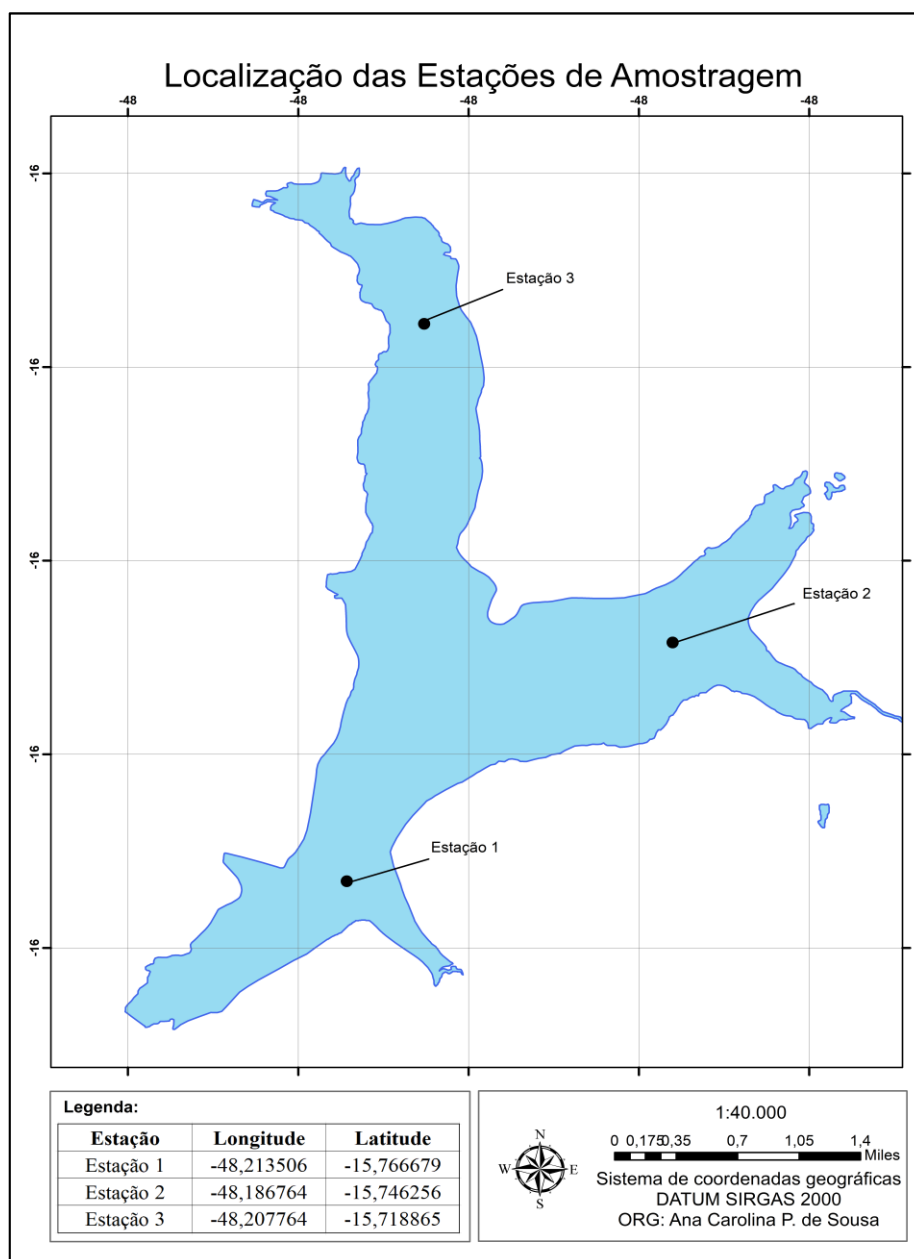 Localização das Estações de Amostragem
-48 -48 -48 -48 -48
-16
-16
-16
-16
-16
Estação 3
Estação 2
Estação 1
Legenda:
Estação Longitude Latitude
Estação 1 -48,213506 -15,766679
Estação 2 -48,186764 -15,746256
Estação 3 -48,207764 -15,718865
N
W E
S
1:40.000
0 0,175 0,35 0,7 1,05 1,4
Miles
Sistema de coordenadas geográficas
DATUM SIRGAS 2000
ORG: Ana Carolina P. de Sousa